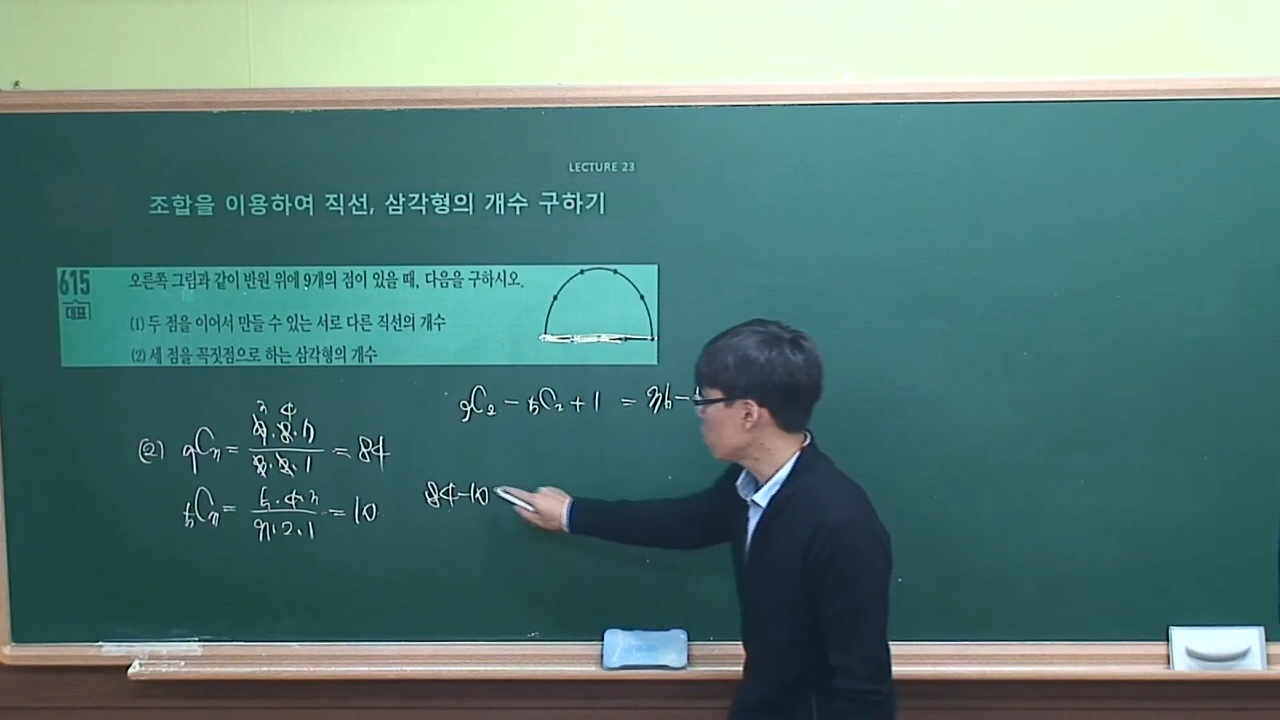 LECTURE 23
조합을 이용하여 직선, 삼각형의 개수 구하기
615
대표
오른쪽 그림과 같이 반원 위에 9개의 점이 있을 때, 다음을 구하시오.
(1) 두 점을 이어서 만들 수 있는 서로 다른 직선의 개수
(2) 세 점을 꼭짓점으로 하는 삼각형의 개수
₉C₂ - ₅C₂ + 1 = 36 -
(2) ₉C₃ = 3 4 9·8·7 / 3·2·1 = 84
₅C₃ = 5·4·3 / 3·2·1 = 10
84-10